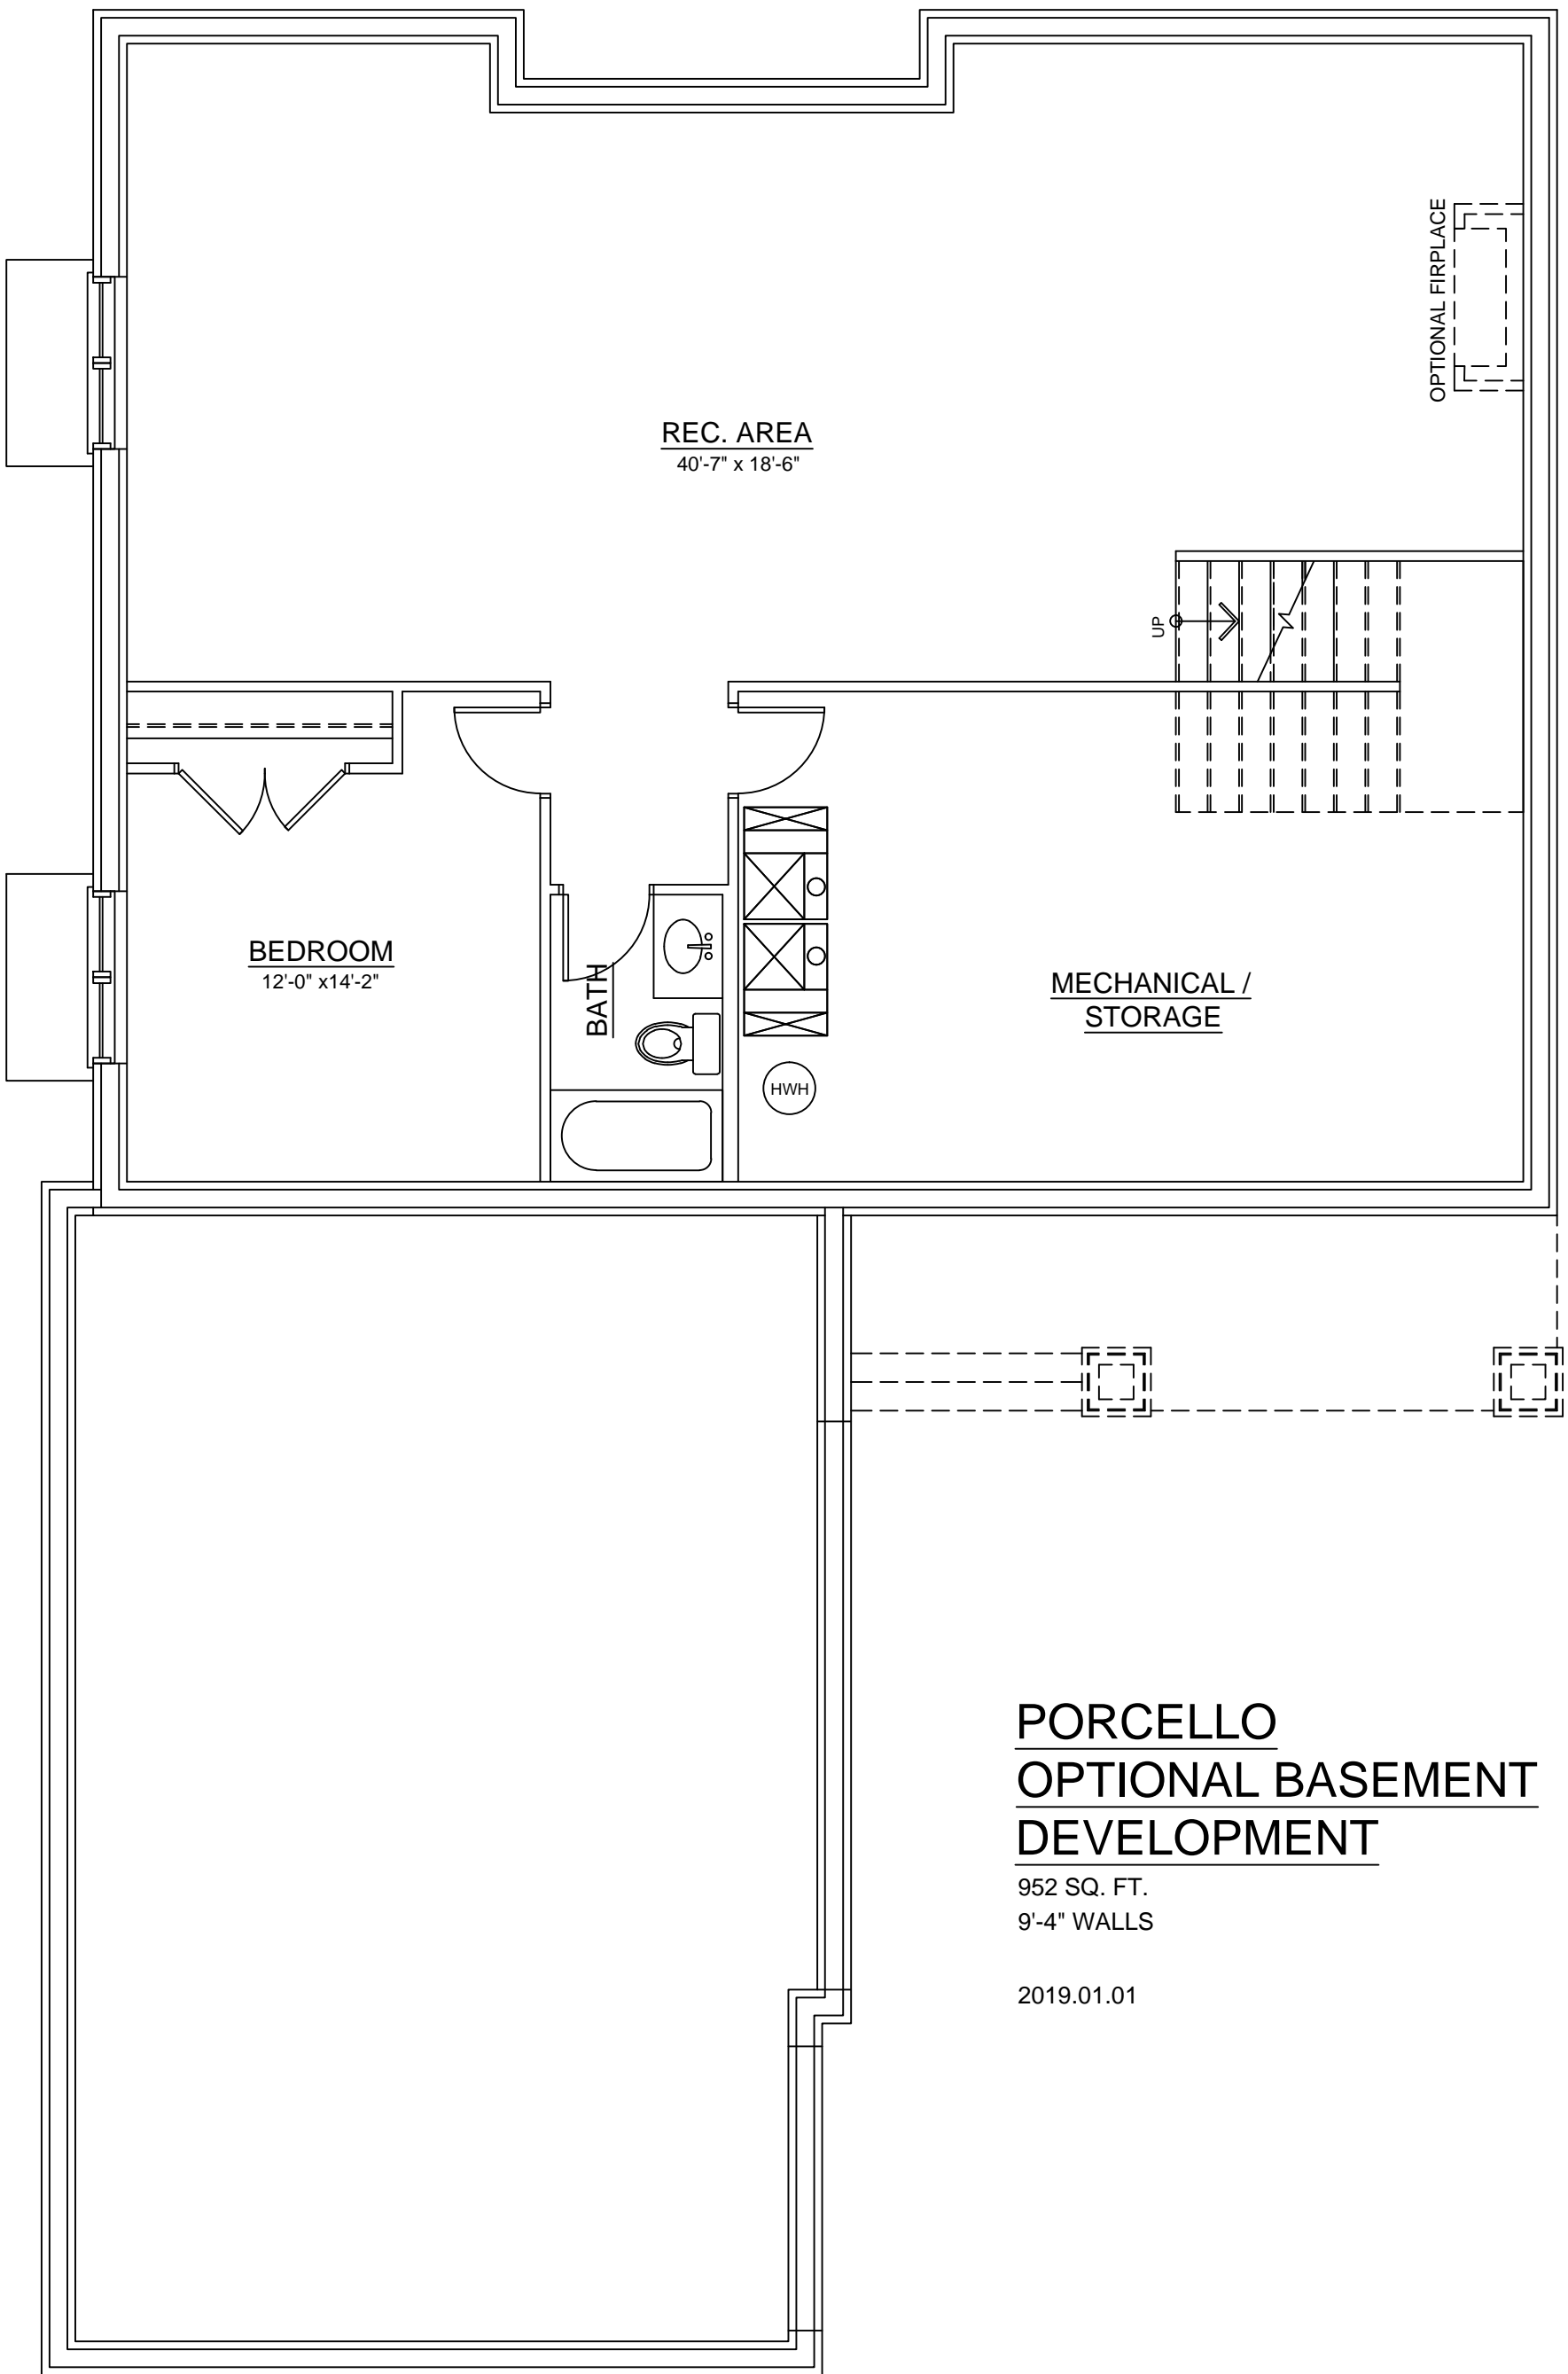 OPTIONAL FIRPLACE
REC. AREA
40'-7" x 18'-6"
UP
BEDROOM
12'-0" x14'-2"
BATH
MECHANICAL /
STORAGE
HWH
PORCELLO
OPTIONAL BASEMENT
DEVELOPMENT
952 SQ. FT.
9'-4" WALLS
2019.01.01